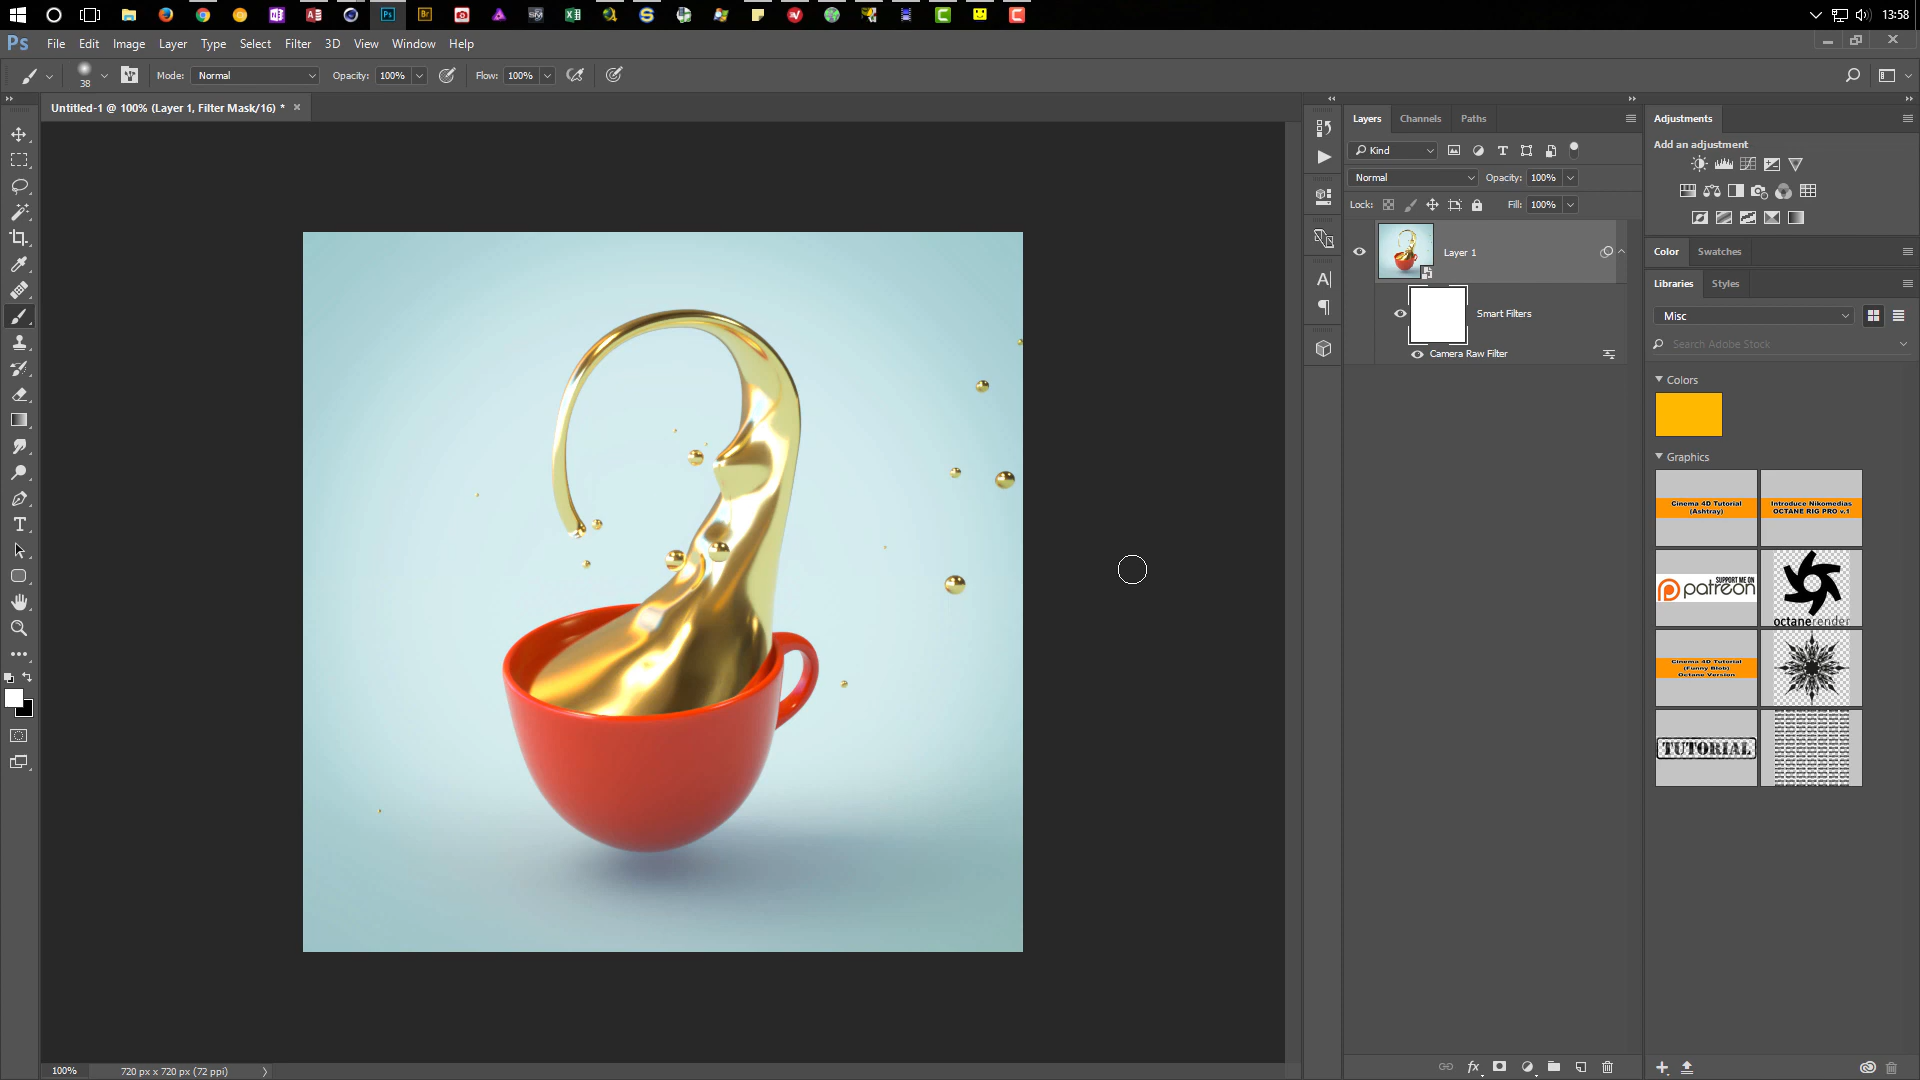 13:58
Ps
File Edit Image Layer Type Select Filter 3D View Window Help
38 Mode: Normal Opacity: 100% Flow: 100%
Untitled-1 @ 100% (Layer 1, Filter Mask/16) * ×
Layers Channels Paths
Kind
Normal Opacity: 100%
Lock: Fill: 100%
Layer 1
Smart Filters
Camera Raw Filter
Adjustments
Add an adjustment
Color Swatches
Libraries Styles
Misc
Search Adobe Stock
Colors
Graphics
Cinema 4D Tutorial
(Ashtray)
Introduce Nikomedias
OCTANE RIG PRO v.1
SUPPORT ME ON
patreon
octanerender
Cinema 4D Tutorial
(Funny Blob)
Octane Version
TUTORIAL
100% 720 px x 720 px (72 ppi)